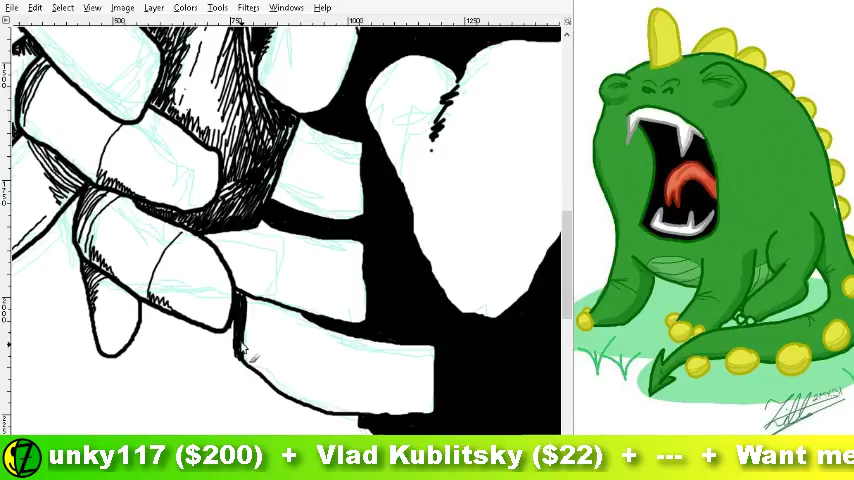 File Edit Select View Image Layer Colors Tools Filters Windows Help
500 750 1000 1250
unky117 ($200) + Vlad Kublitsky ($22) + --- + Want me